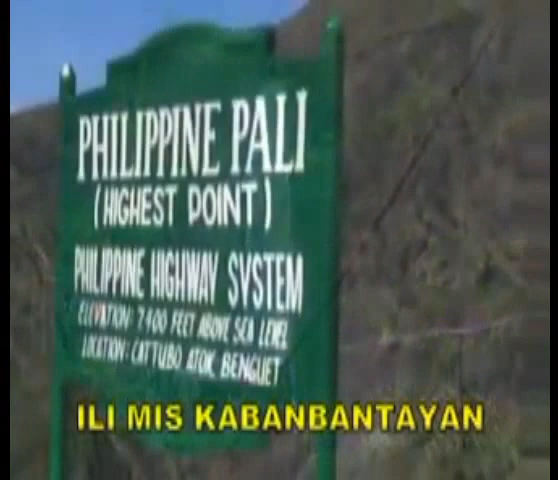 PHILIPPINE PALI
(HIGHEST POINT)
PHILIPPINE HIGHWAY SYSTEM
ELEVATION: 7400 FEET ABOVE SEA LEVEL
LOCATION: CATTUBO ATOK BENGUET
ILI MIS KABANBANTAYAN